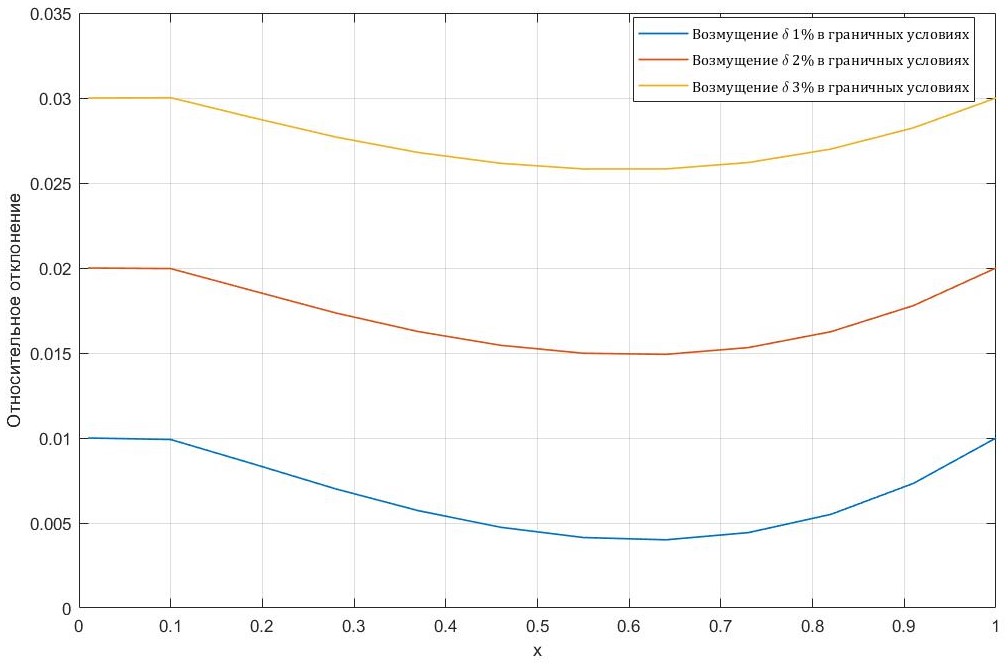 0.035
0.03
0.025
0.02
0.015
0.01
0.005
0
Относительное отклонение
Возмущение δ 1% в граничных условиях
Возмущение δ 2% в граничных условиях
Возмущение δ 3% в граничных условиях
0 0.1 0.2 0.3 0.4 0.5 0.6 0.7 0.8 0.9 1
x